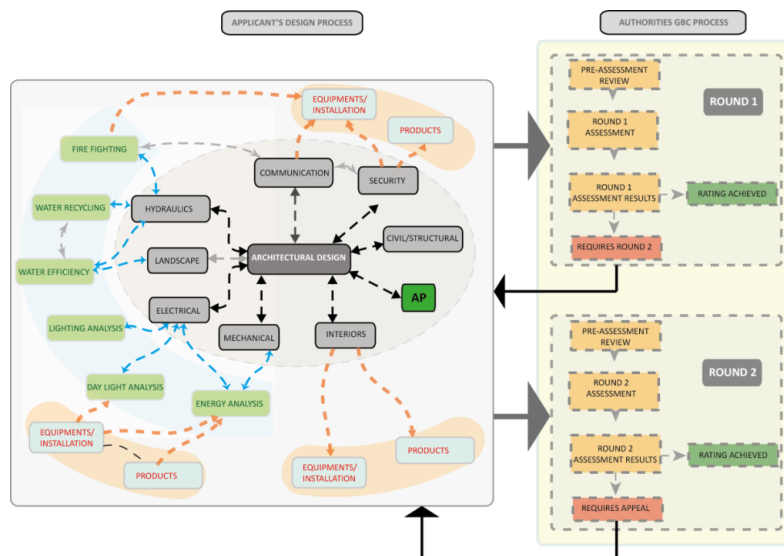 APPLICANT'S DESIGN PROCESS
AUTHORITIES GBC PROCESS
EQUIPMENTS/
INSTALLATION
PRODUCTS
FIRE FIGHTING
COMMUNICATION
SECURITY
WATER RECYCLING
HYDRAULICS
CIVIL/STRUCTURAL
WATER EFFICIENCY
LANDSCAPE
ARCHITECTURAL DESIGN
AP
ELECTRICAL
LIGHTING ANALYSIS
MECHANICAL
INTERIORS
DAY LIGHT ANALYSIS
ENERGY ANALYSIS
EQUIPMENTS/
INSTALLATION
PRODUCTS
EQUIPMENTS/
INSTALLATION
PRODUCTS
PRE-ASSESSMENT
REVIEW
ROUND 1
ROUND 1
ASSESSMENT
ROUND 1
ASSESSMENT RESULTS
RATING ACHIEVED
REQUIRES ROUND 2
PRE-ASSESSMENT
REVIEW
ROUND 2
ROUND 2
ASSESSMENT
ROUND 2
ASSESSMENT RESULTS
RATING ACHIEVED
REQUIRES APPEAL